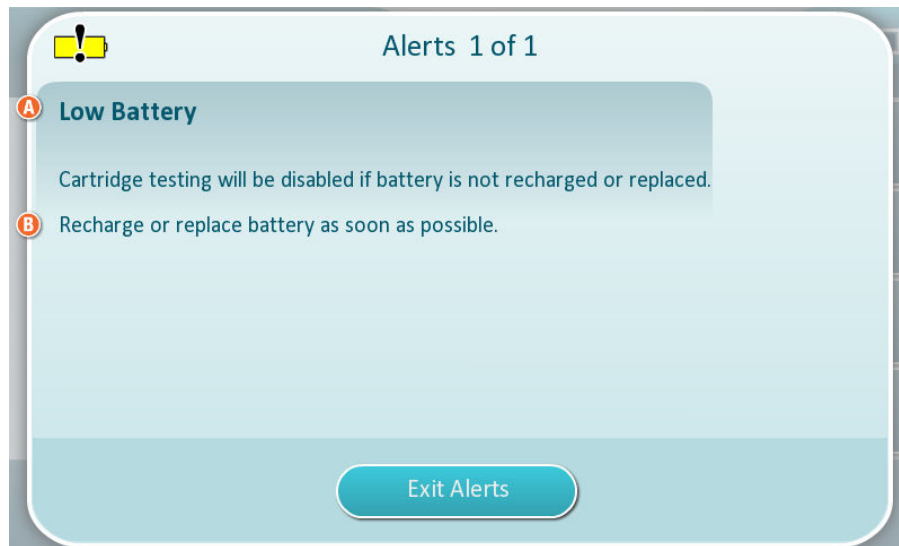 Alerts 1 of 1
A
Low Battery
Cartridge testing will be disabled if battery is not recharged or replaced.
B
Recharge or replace battery as soon as possible.
Exit Alerts